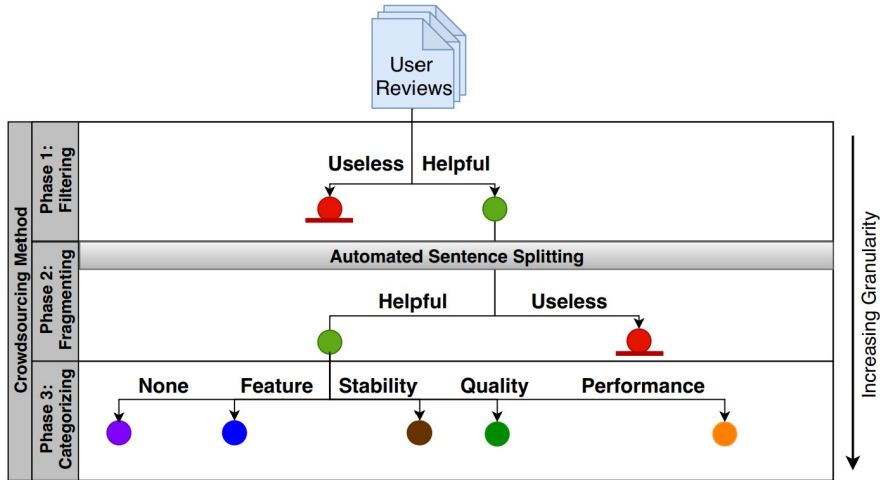 User
Reviews
Crowdsourcing Method
Phase 1:
Filtering
Useless Helpful
Automated Sentence Splitting
Phase 2:
Fragmenting
Helpful Useless
Phase 3:
Categorizing
None Feature Stability Quality Performance
Increasing Granularity